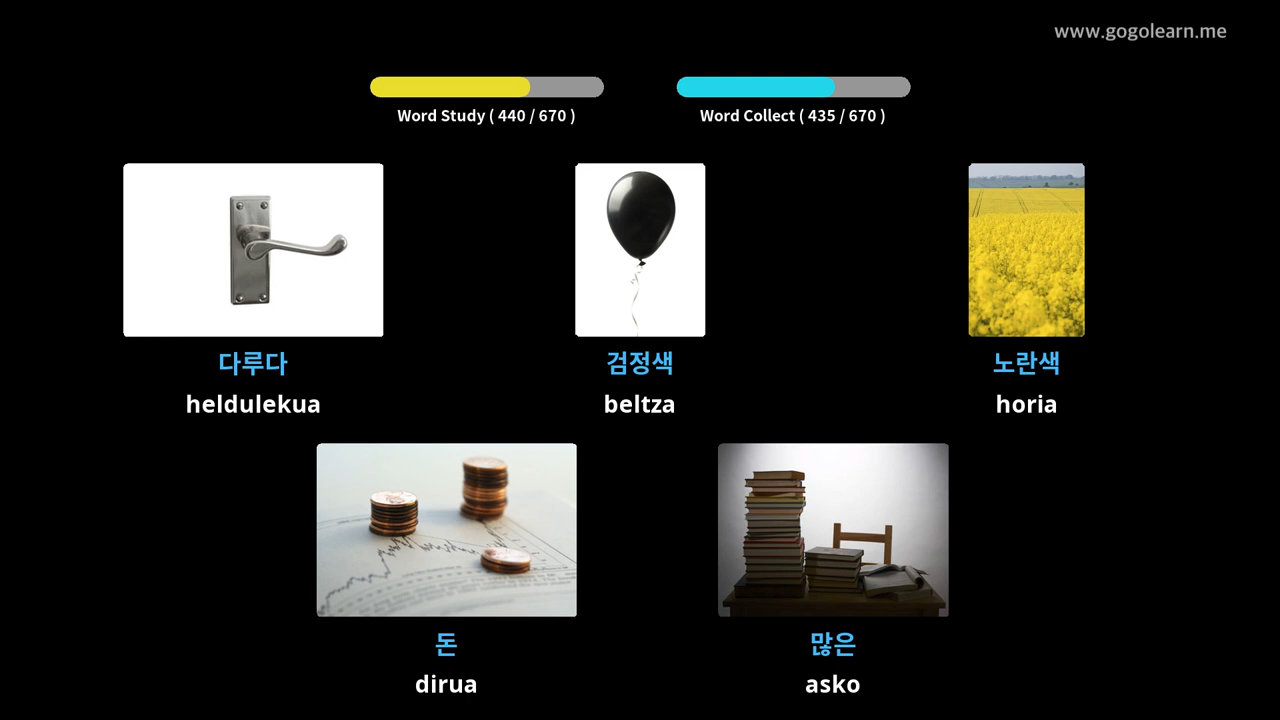 www.gogolearn.me
Word Study ( 440 / 670 )
Word Collect ( 435 / 670 )
다루다
heldulekua
검정색
beltza
노란색
horia
돈
dirua
많은
asko